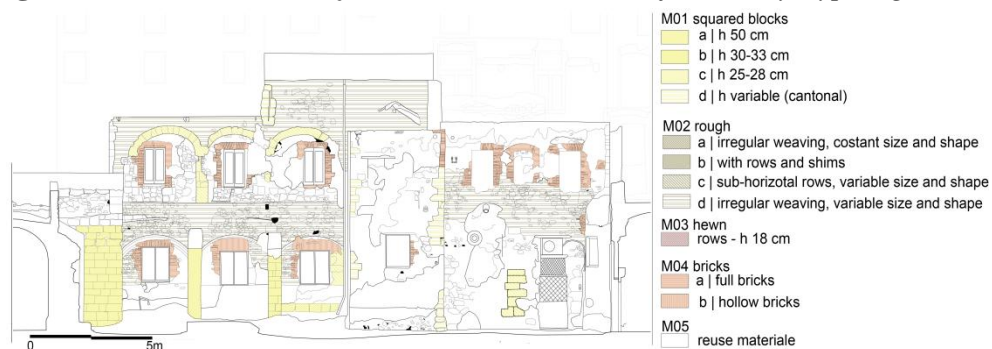 M01 squared blocks
a | h 50 cm
b | h 30-33 cm
c | h 25-28 cm
d | h variable (cantonal)
M02 rough
a | irregular weaving, costant size and shape
b | with rows and shims
c | sub-horizotal rows, variable size and shape
d | irregular weaving, variable size and shape
M03 hewn
rows - h 18 cm
M04 bricks
a | full bricks
b | hollow bricks
M05
reuse materiale
0 5m